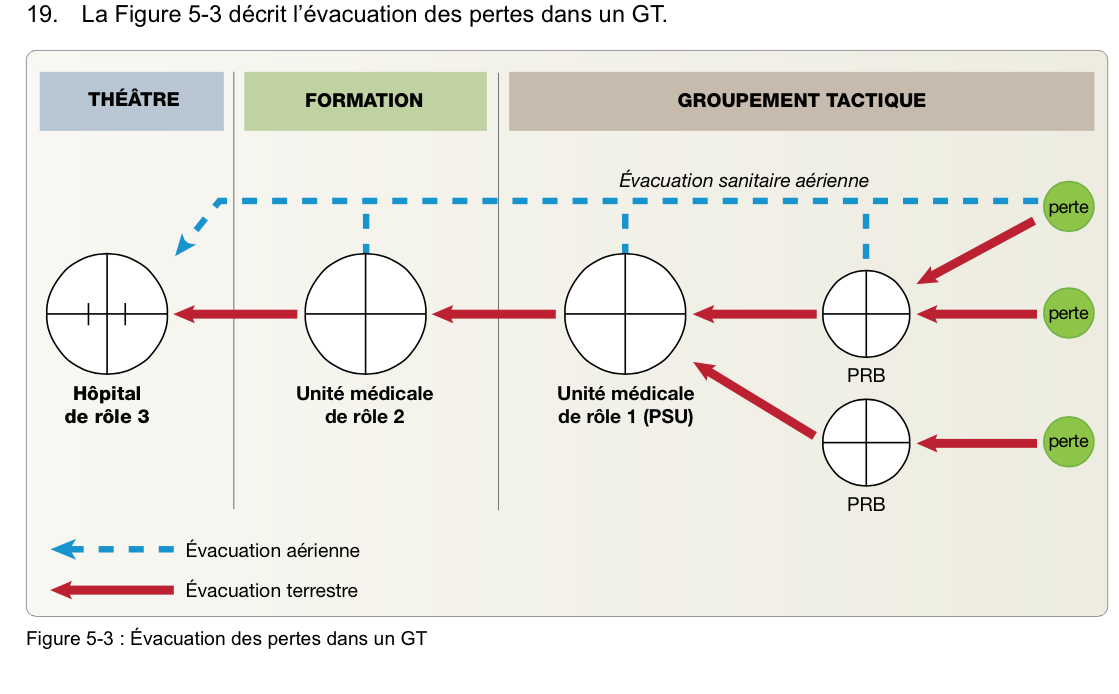 19. La Figure 5-3 décrit l’évacuation des pertes dans un GT.
THÉÂTRE
FORMATION
GROUPEMENT TACTIQUE
Évacuation sanitaire aérienne
perte
perte
PRB
Hôpital
de rôle 3
Unité médicale
de rôle 2
Unité médicale
de rôle 1 (PSU)
perte
PRB
Évacuation aérienne
Évacuation terrestre
Figure 5-3 : Évacuation des pertes dans un GT